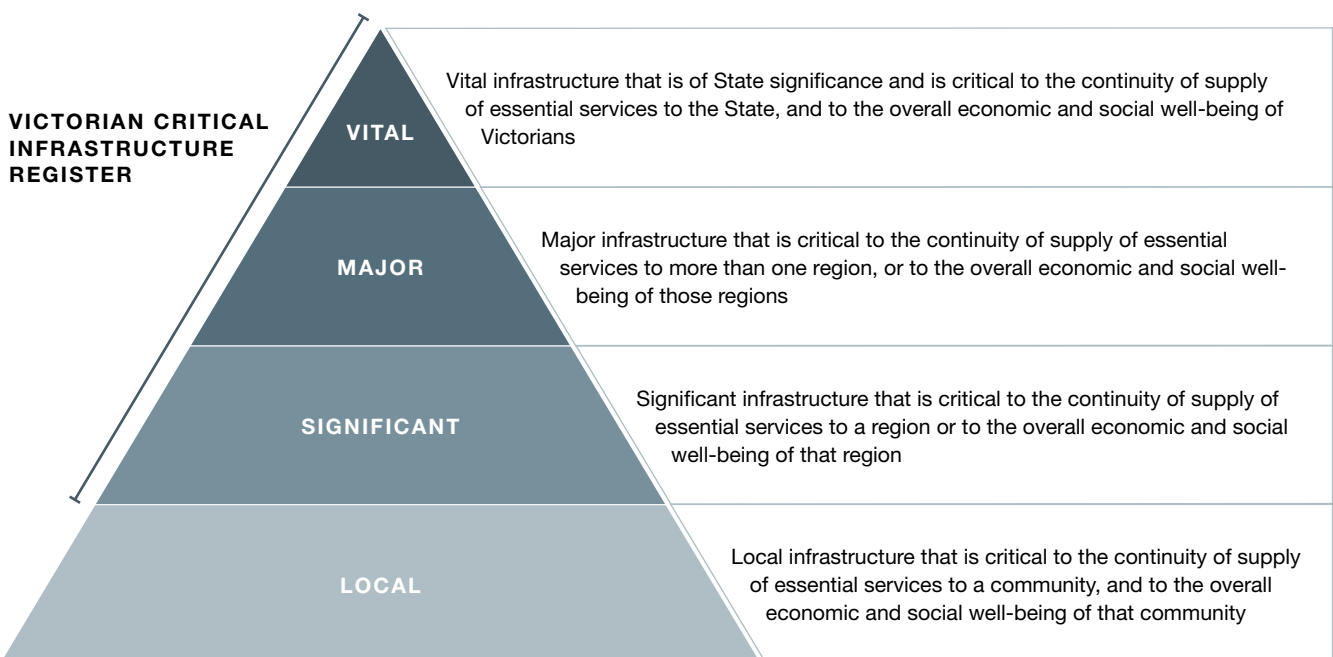 VICTORIAN CRITICAL
INFRASTRUCTURE
REGISTER
VITAL
Vital infrastructure that is of State significance and is critical to the continuity of supply
of essential services to the State, and to the overall economic and social well-being of
Victorians
MAJOR
Major infrastructure that is critical to the continuity of supply of essential
services to more than one region, or to the overall economic and social well-
being of those regions
SIGNIFICANT
Significant infrastructure that is critical to the continuity of supply of
essential services to a region or to the overall economic and social
well-being of that region
LOCAL
Local infrastructure that is critical to the continuity of supply
of essential services to a community, and to the overall
economic and social well-being of that community